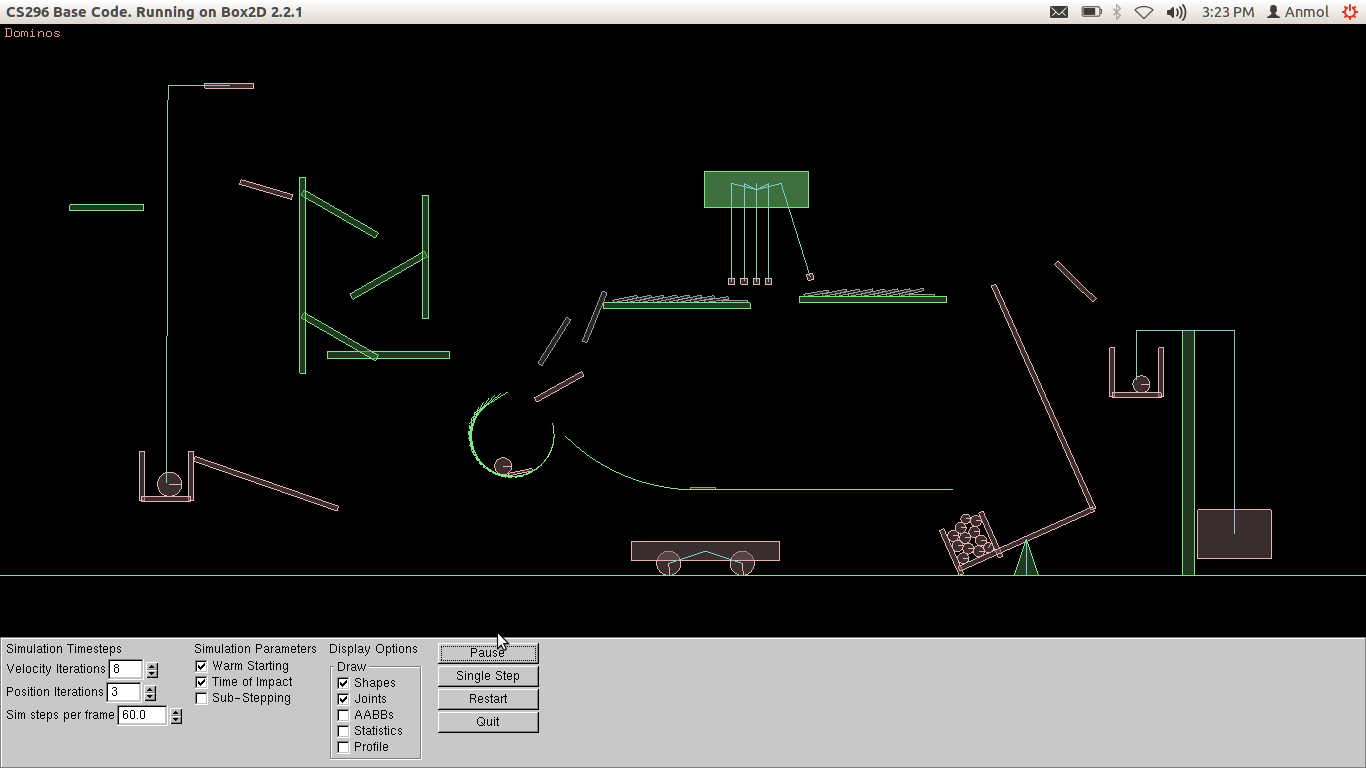 CS296 Base Code. Running on Box2D 2.2.1
3:23 PM Anmol
Dominos
Simulation Timesteps
Velocity Iterations 8
Position Iterations 3
Sim steps per frame 60.0
Simulation Parameters
Warm Starting
Time of Impact
Sub-Stepping
Display Options
Draw
Shapes
Joints
AABBs
Statistics
Profile
Pause
Single Step
Restart
Quit